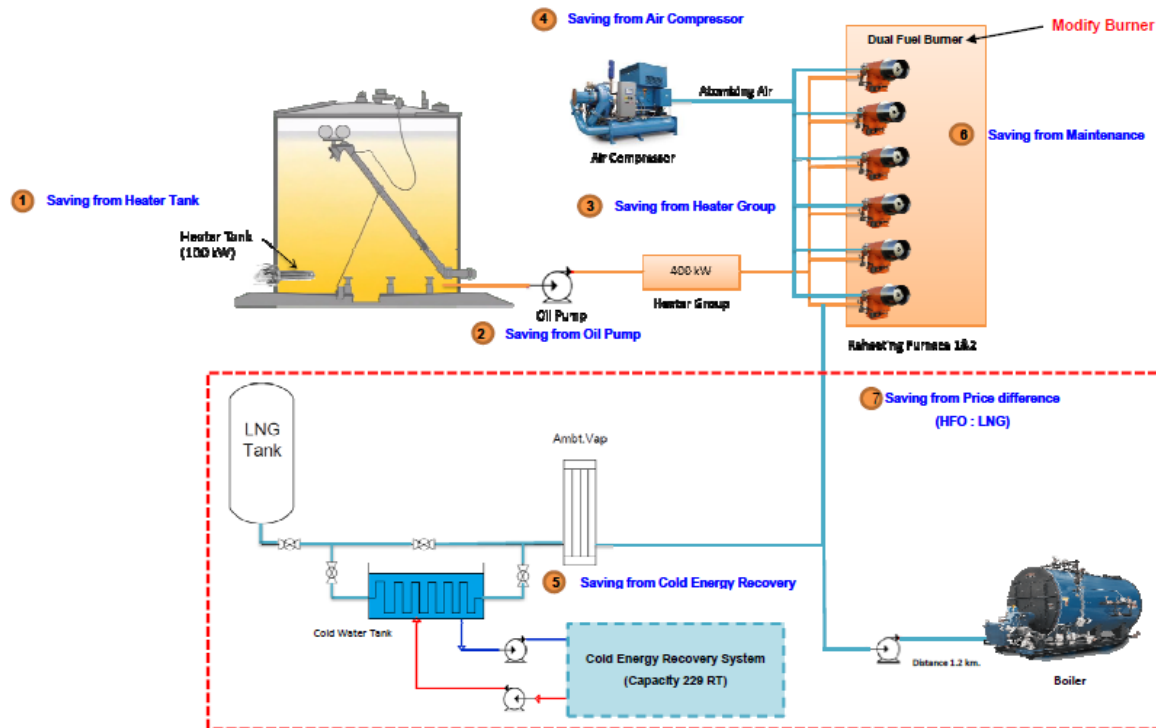 4 Saving from Air Compressor
Modify Burner
Dual Fuel Burner
Atomizing Air
Air Compressor
6 Saving from Maintenance
1 Saving from Heater Tank
3 Saving from Heater Group
Heater Tank
(100 kW)
400 kW
Heater Group
Oil Pump
2 Saving from Oil Pump
Reheating Furnace 1&2
7 Saving from Price difference
(HFO : LNG)
LNG
Tank
Ambt.Vap
5 Saving from Cold Energy Recovery
Cold Water Tank
Cold Energy Recovery System
(Capacity 229 RT)
Distance 1.2 km.
Boiler